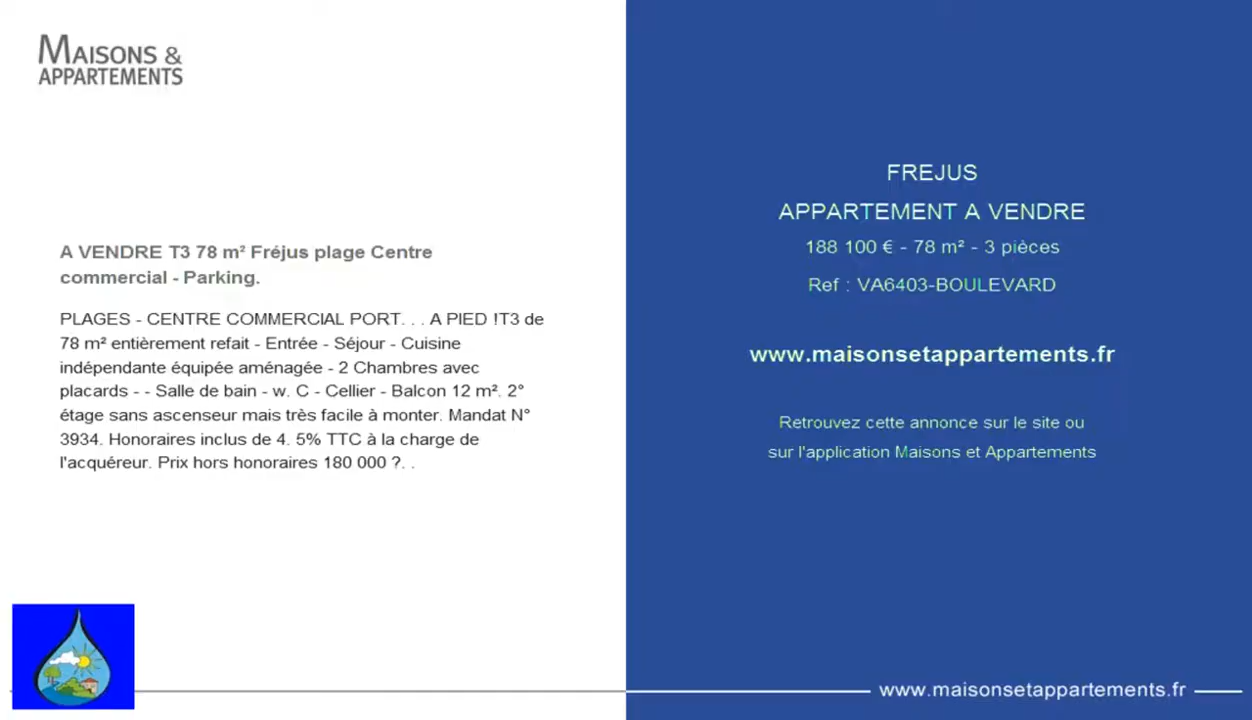 MAISONS &
APPARTEMENTS
A VENDRE T3 78 m² Fréjus plage Centre
commercial - Parking.
PLAGES - CENTRE COMMERCIAL PORT. . . A PIED !T3 de
78 m² entièrement refait - Entrée - Séjour - Cuisine
indépendante équipée aménagée - 2 Chambres avec
placards - - Salle de bain - w. C - Cellier - Balcon 12 m². 2°
étage sans ascenseur mais très facile à monter. Mandat N°
3934. Honoraires inclus de 4. 5% TTC à la charge de
l'acquéreur. Prix hors honoraires 180 000 ?. .
FREJUS
APPARTEMENT A VENDRE
188 100 € - 78 m² - 3 pièces
Ref : VA6403-BOULEVARD
www.maisonsetappartements.fr
Retrouvez cette annonce sur le site ou
sur l'application Maisons et Appartements
www.maisonsetappartements.fr